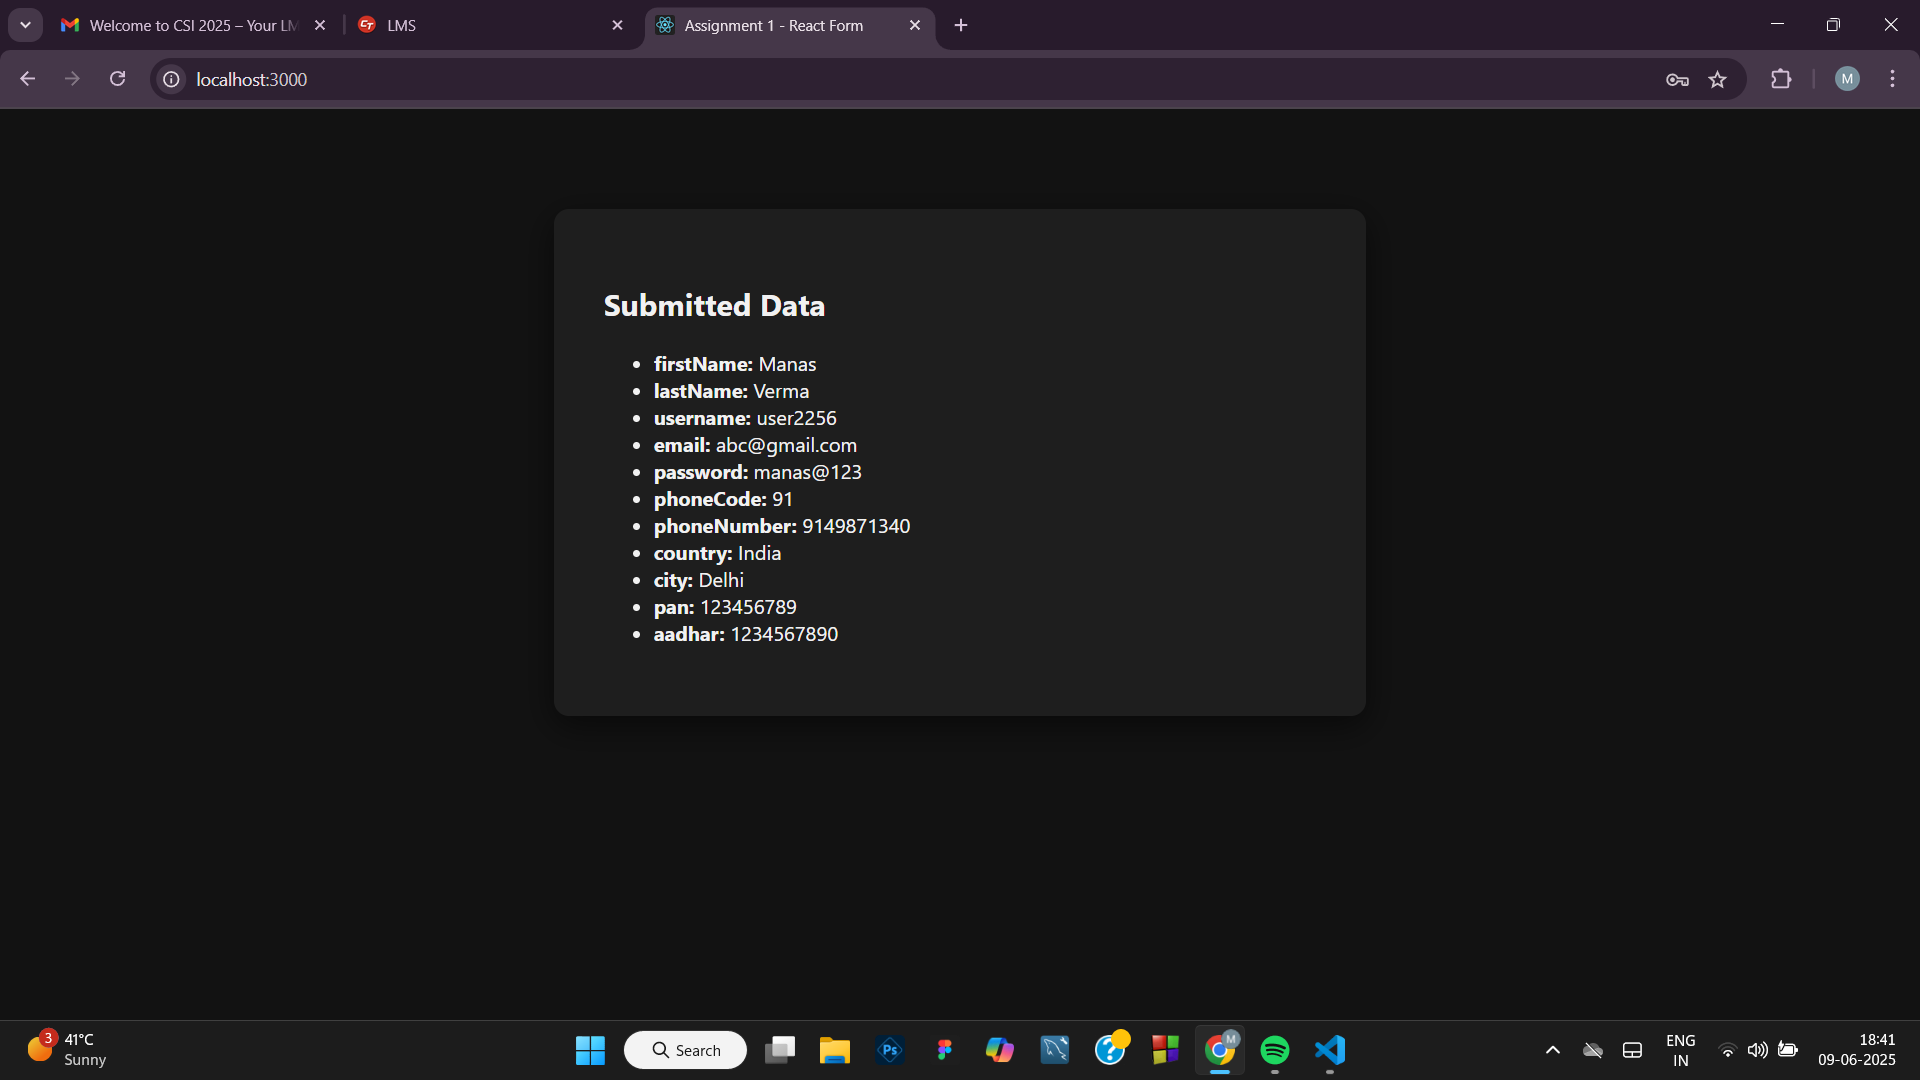 Welcome to CSI 2025 – Your LM
LMS
Assignment 1 - React Form
localhost:3000
M
Submitted Data
firstName: Manas
lastName: Verma
username: user2256
email: abc@gmail.com
password: manas@123
phoneCode: 91
phoneNumber: 9149871340
country: India
city: Delhi
pan: 123456789
aadhar: 1234567890
3
41°C
Sunny
Search
Ps
M
ENG
IN
18:41
09-06-2025